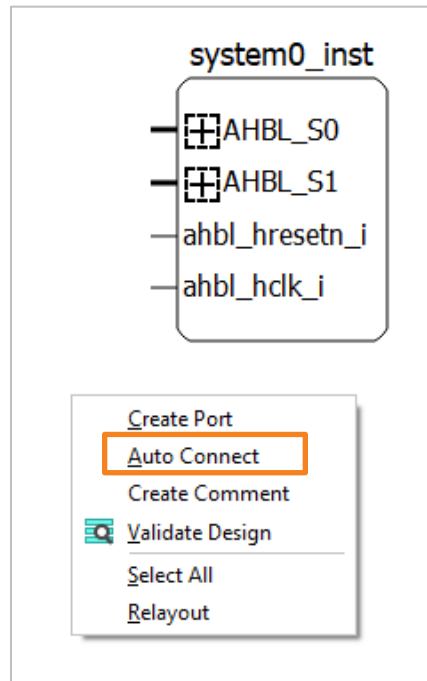 system0_inst
AHBL_S0
AHBL_S1
ahbl_hresetn_i
ahbl_hclk_i
Create Port
Auto Connect
Create Comment
Validate Design
Select All
Relayout